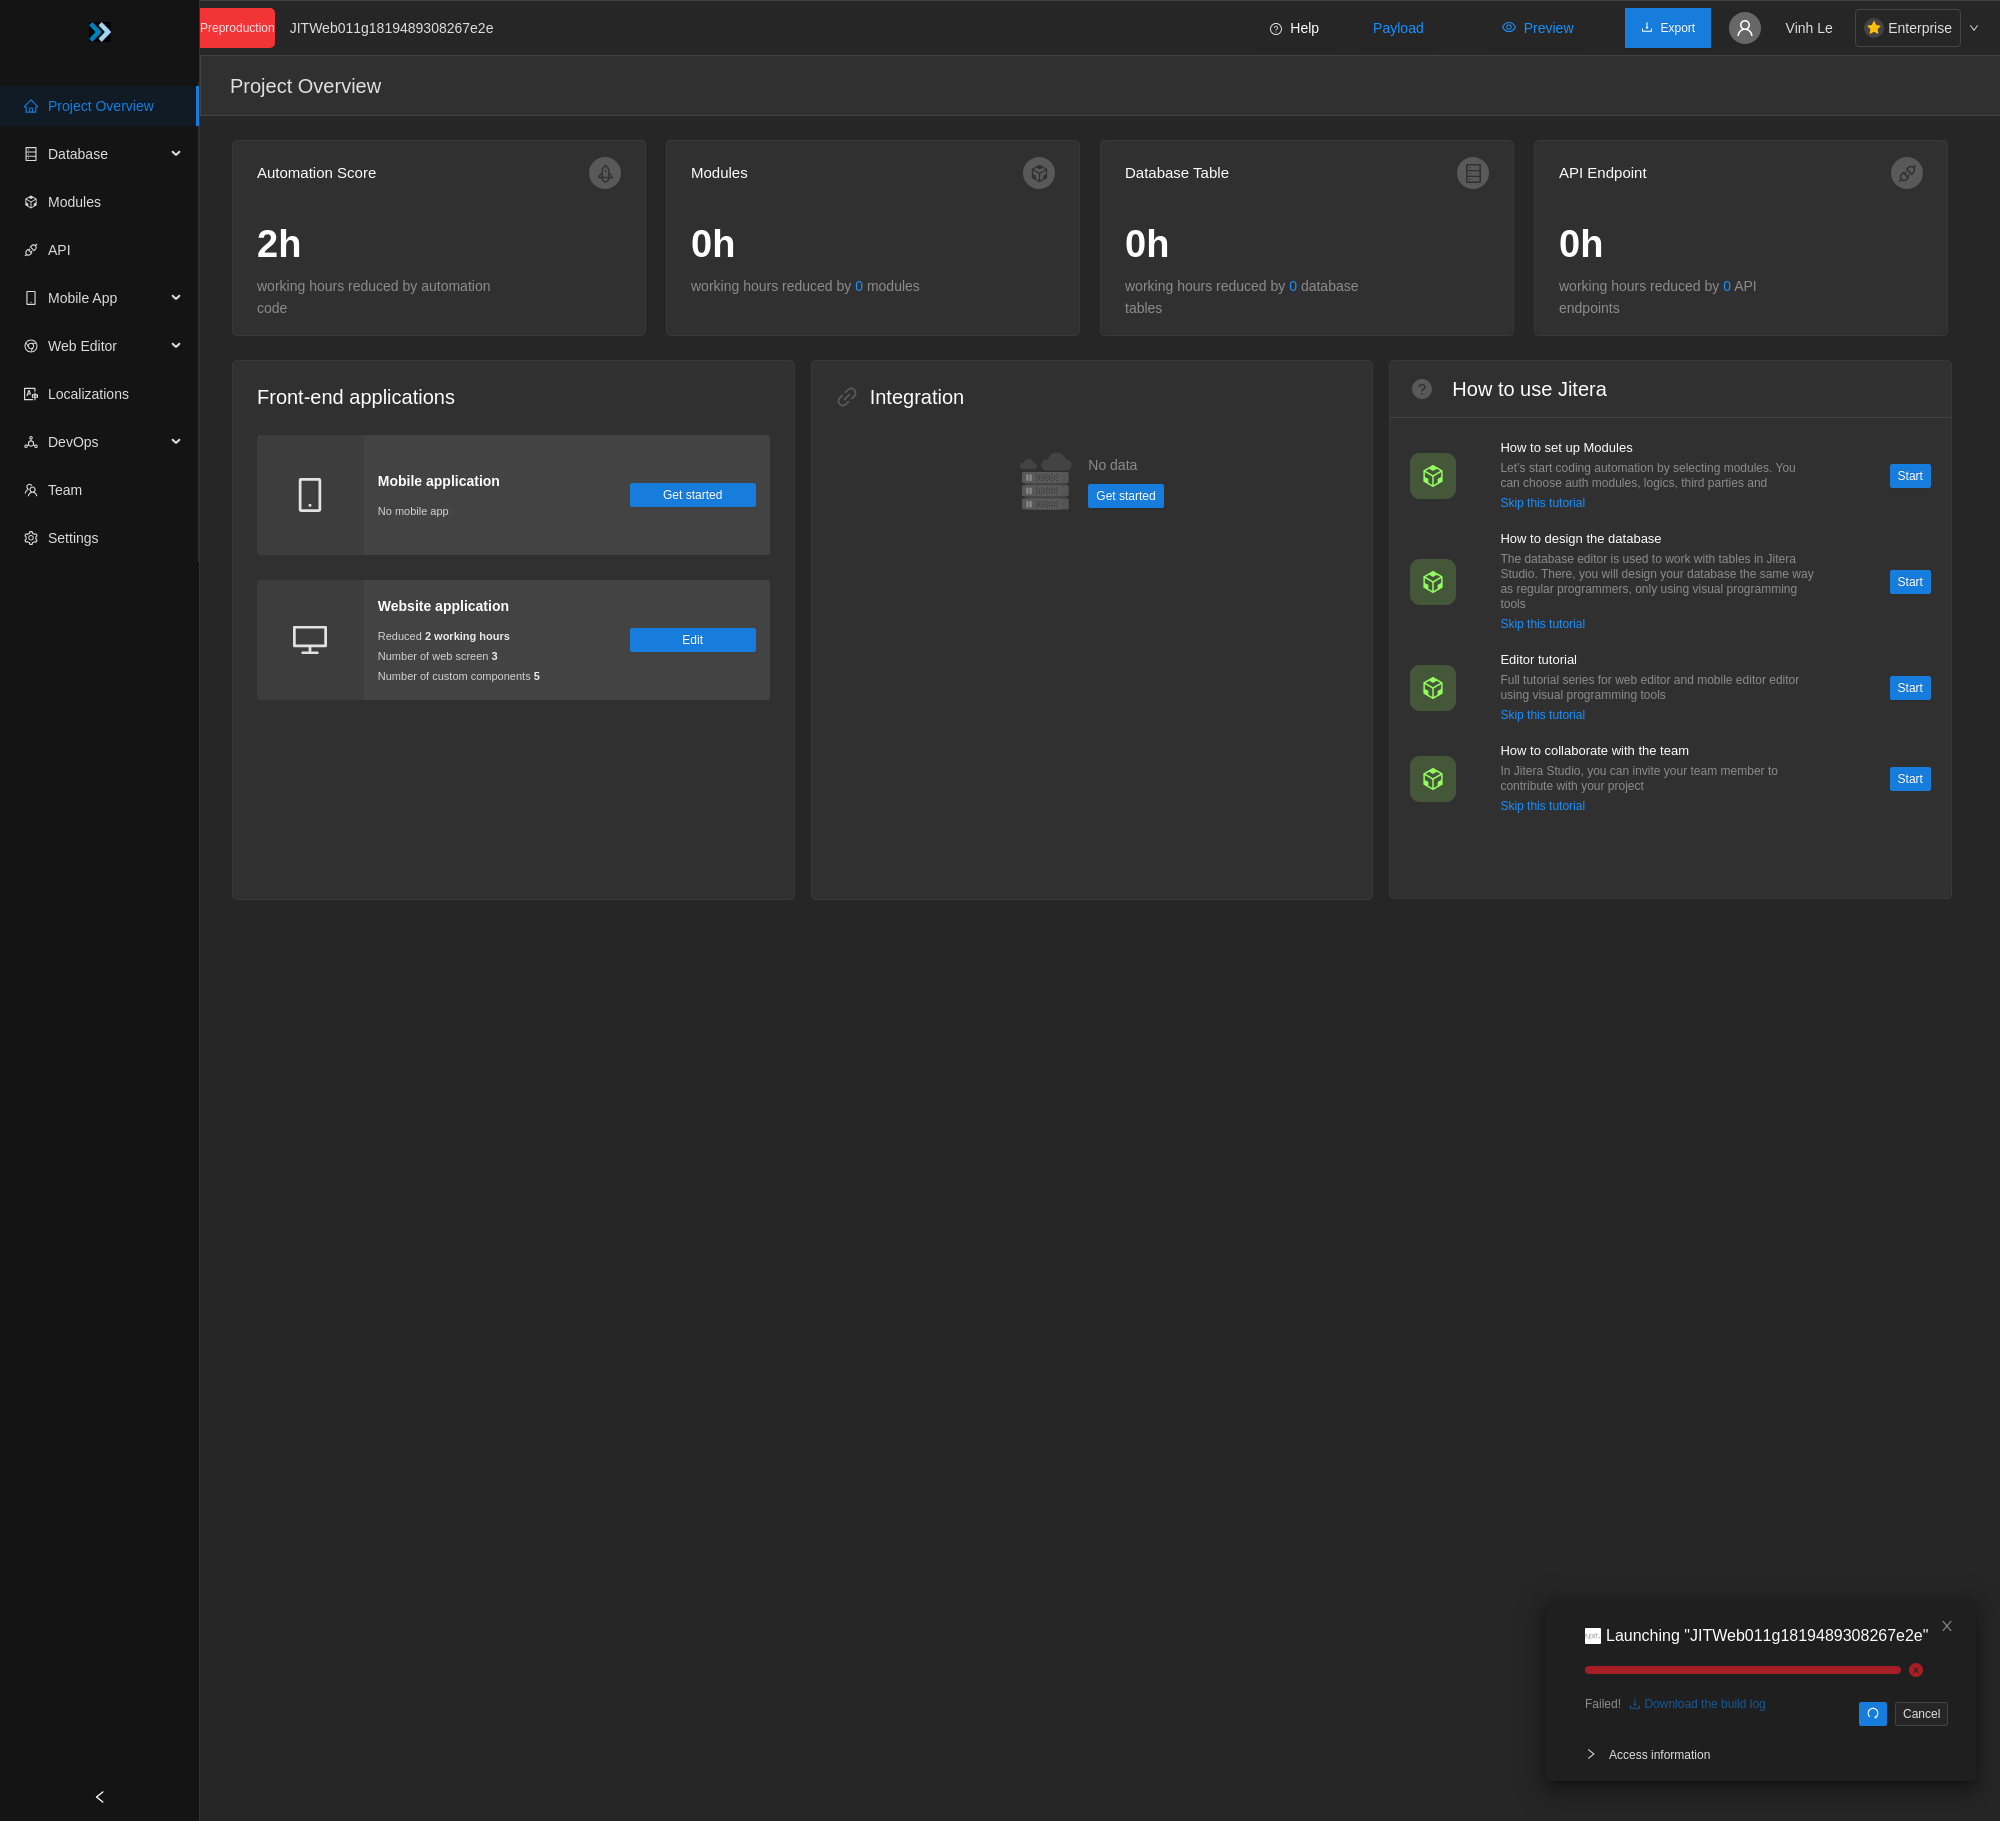 Preproduction
JITWeb011g1819489308267e2e
Help
Payload
Preview
Export
Vinh Le
Enterprise
Project Overview
Database
Modules
API
Mobile App
Web Editor
Localizations
DevOps
Team
Settings
Project Overview
Automation Score
2h
working hours reduced by automation
code
Modules
0h
working hours reduced by 0 modules
Database Table
0h
working hours reduced by 0 database
tables
API Endpoint
0h
working hours reduced by 0 API
endpoints
Front-end applications
Mobile application
No mobile app
Get started
Website application
Reduced 2 working hours
Number of web screen 3
Number of custom components 5
Edit
Integration
No data
Get started
How to use Jitera
How to set up Modules
Let's start coding automation by selecting modules. You
can choose auth modules, logics, third parties and
Skip this tutorial
Start
How to design the database
The database editor is used to work with tables in Jitera
Studio. There, you will design your database the same way
as regular programmers, only using visual programming
tools
Skip this tutorial
Start
Editor tutorial
Full tutorial series for web editor and mobile editor editor
using visual programming tools
Skip this tutorial
Start
How to collaborate with the team
In Jitera Studio, you can invite your team member to
contribute with your project
Skip this tutorial
Start
Launching "JITWeb011g1819489308267e2e"
Failed!
Download the build log
Cancel
Access information